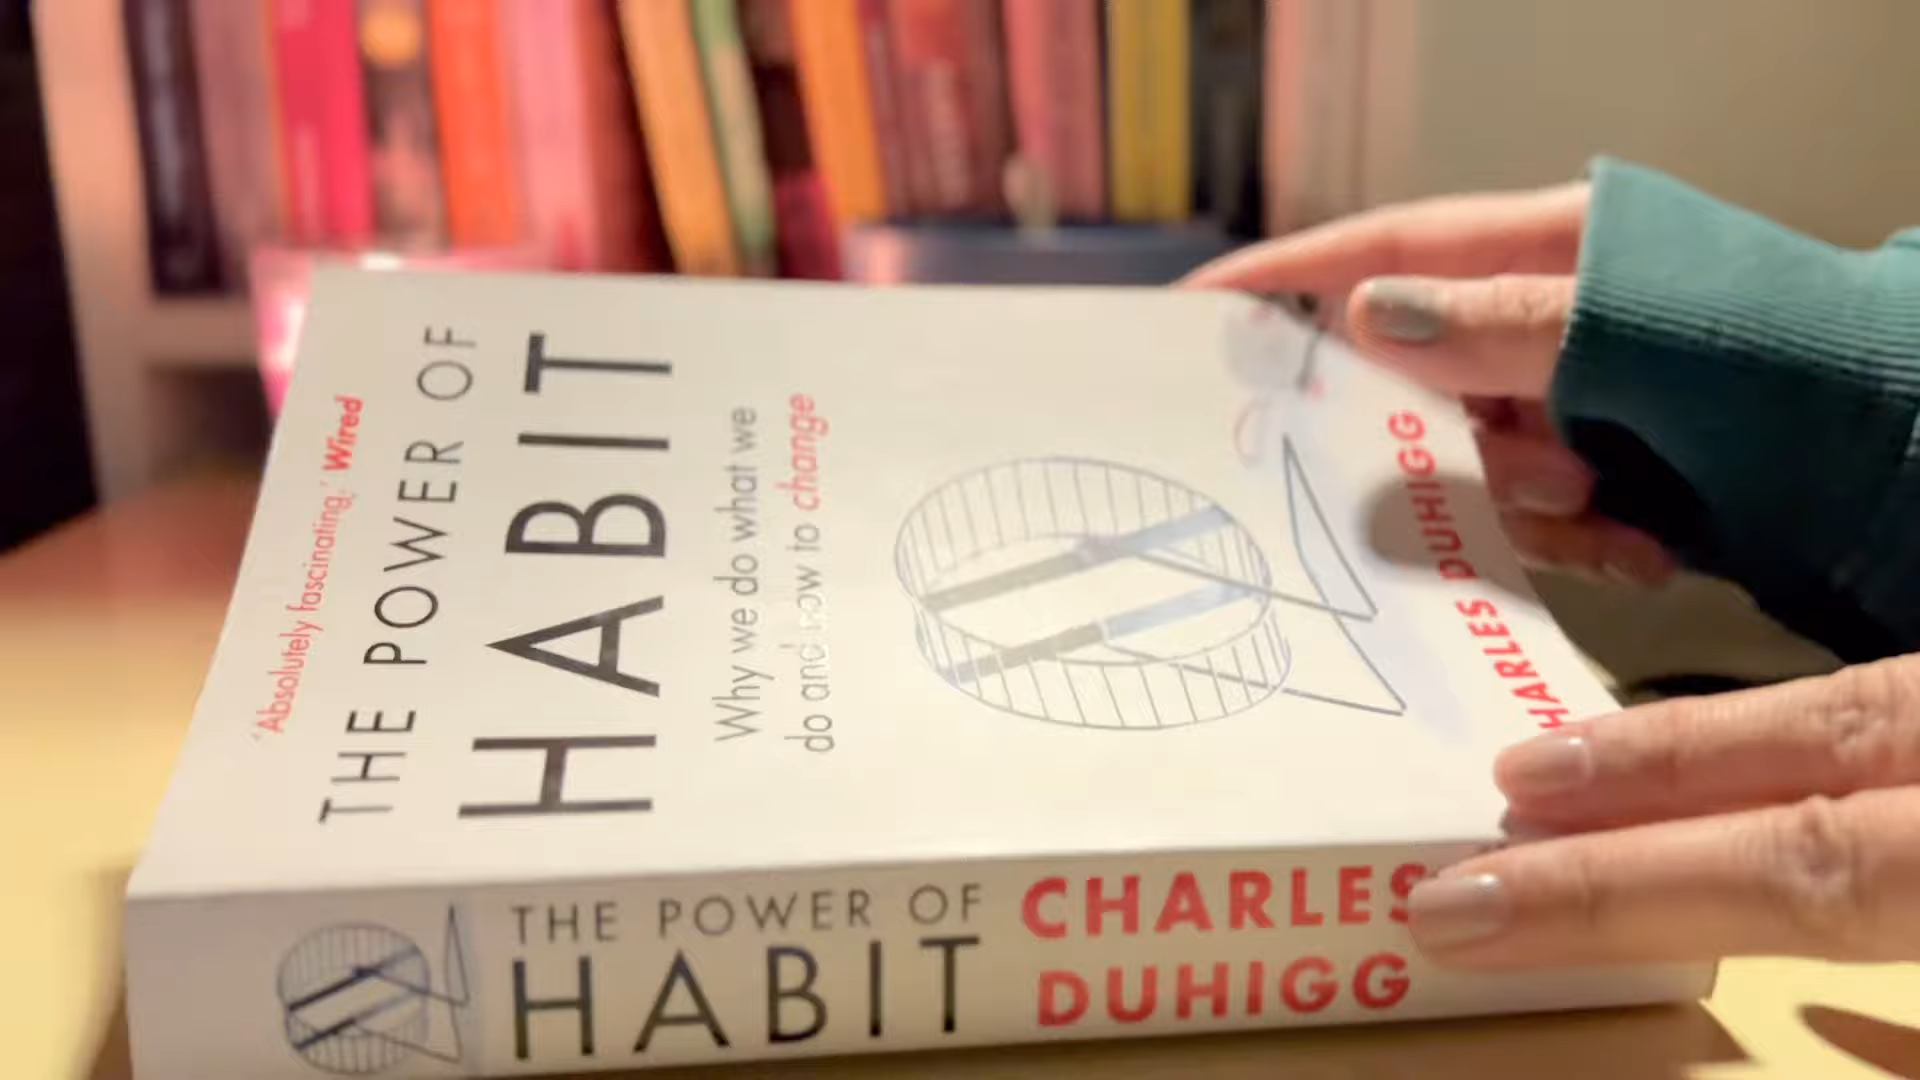 'Absolutely fascinating.' Wired
THE POWER OF
HABIT
Why we do what we
do and how to change
CHARLES DUHIGG
THE POWER OF
HABIT
CHARLES
DUHIGG